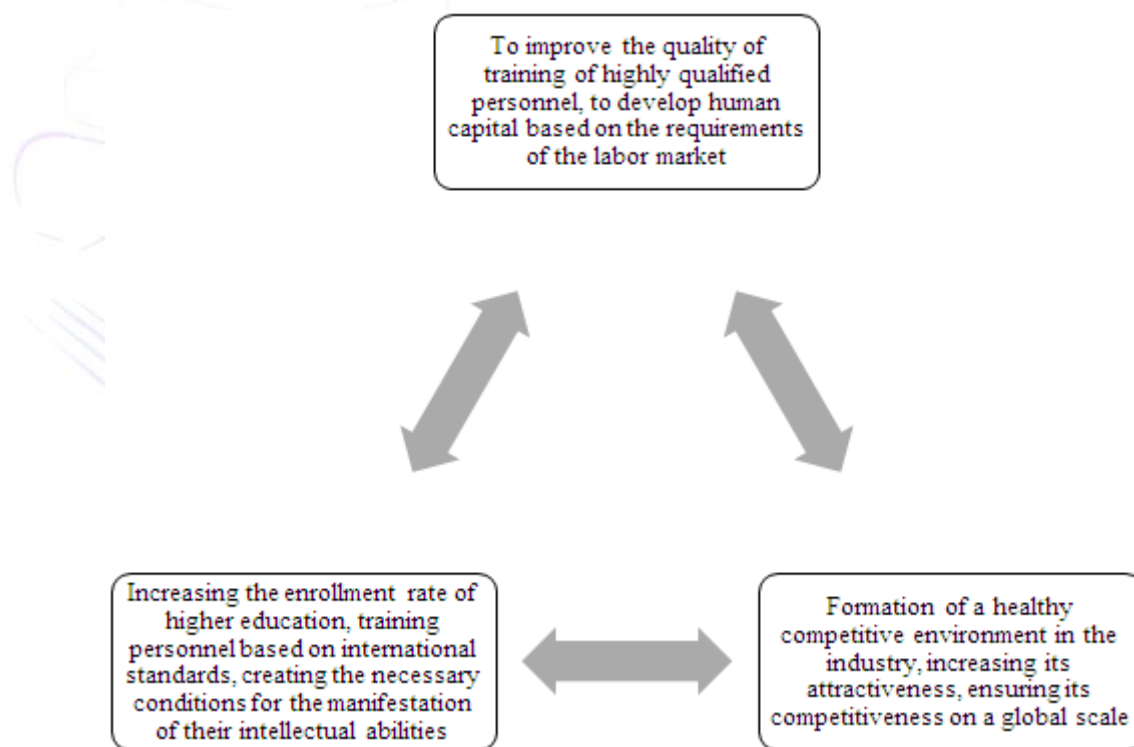 To improve the quality of
training of highly qualified
personnel, to develop human
capital based on the requirements
of the labor market
Increasing the enrollment rate of
higher education, training
personnel based on international
standards, creating the necessary
conditions for the manifestation
of their intellectual abilities
Formation of a healthy
competitive environment in the
industry, increasing its
attractiveness, ensuring its
competitiveness on a global scale